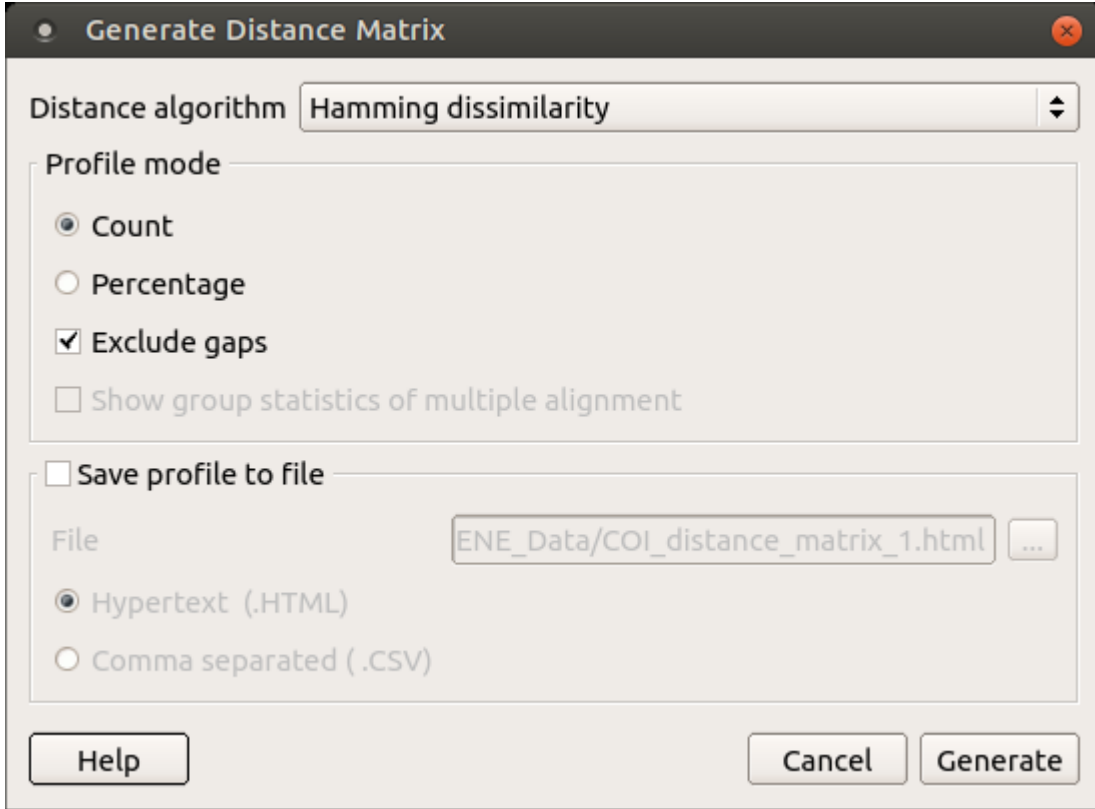 Generate Distance Matrix
Distance algorithm Hamming dissimilarity
Profile mode
Count
Percentage
Exclude gaps
Show group statistics of multiple alignment
Save profile to file
File ENE_Data/COI_distance_matrix_1.html ...
Hypertext (.HTML)
Comma separated ( .CSV)
Help Cancel Generate